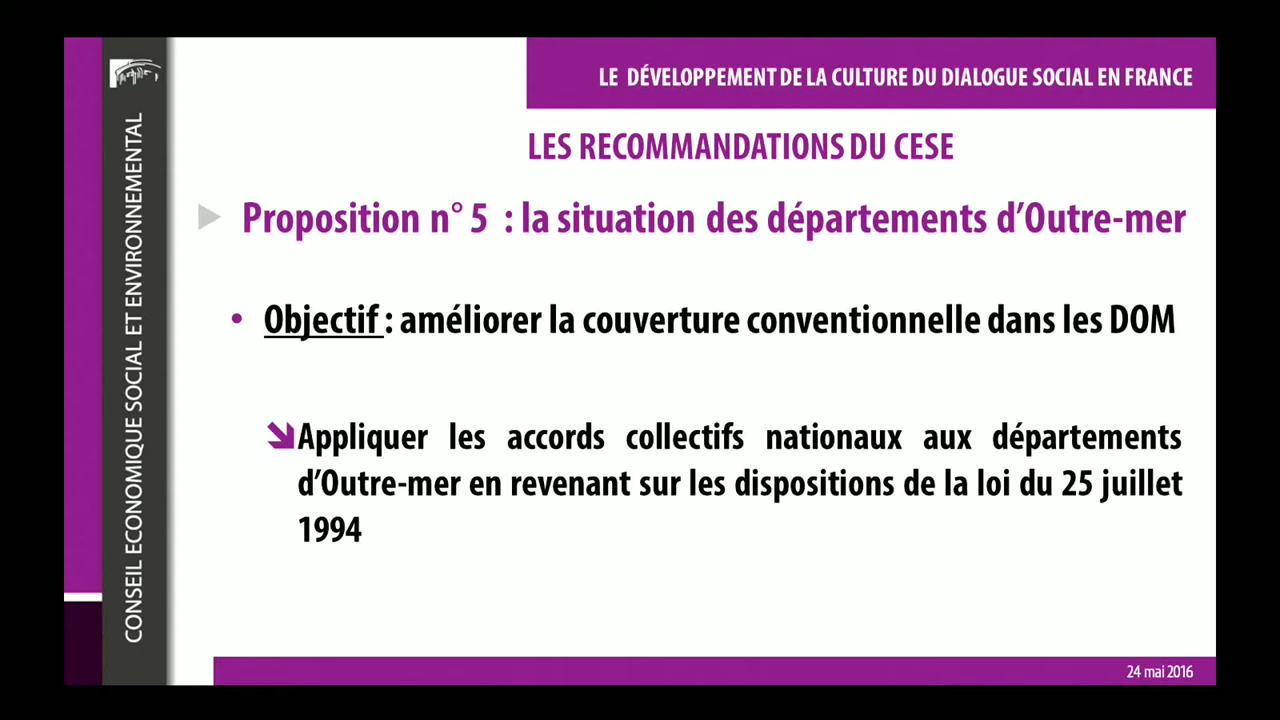 LE DÉVELOPPEMENT DE LA CULTURE DU DIALOGUE SOCIAL EN FRANCE
CONSEIL ECONOMIQUE SOCIAL ET ENVIRONNEMENTAL
LES RECOMMANDATIONS DU CESE
Proposition n° 5 : la situation des départements d’Outre-mer
• Objectif : améliorer la couverture conventionnelle dans les DOM
Appliquer les accords collectifs nationaux aux départements
d’Outre-mer en revenant sur les dispositions de la loi du 25 juillet
1994
24 mai 2016